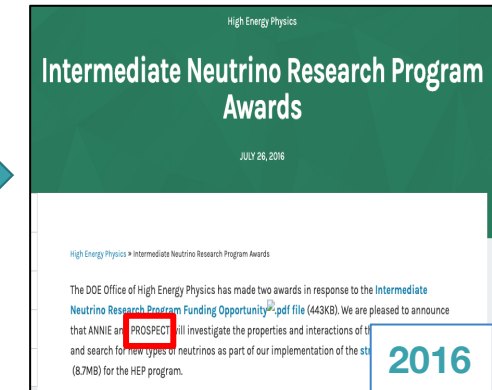 High Energy Physics
Intermediate Neutrino Research Program
Awards
JULY 26, 2016
High Energy Physics » Intermediate Neutrino Research Program Awards
The DOE Office of High Energy Physics has made two awards in response to the Intermediate
Neutrino Research Program Funding Opportunity .pdf file (443KB). We are pleased to announce
that ANNIE an PROSPECT will investigate the properties and interactions of
and search for new types of neutrinos as part of our implementation of the
(8.7MB) for the HEP program.
2016